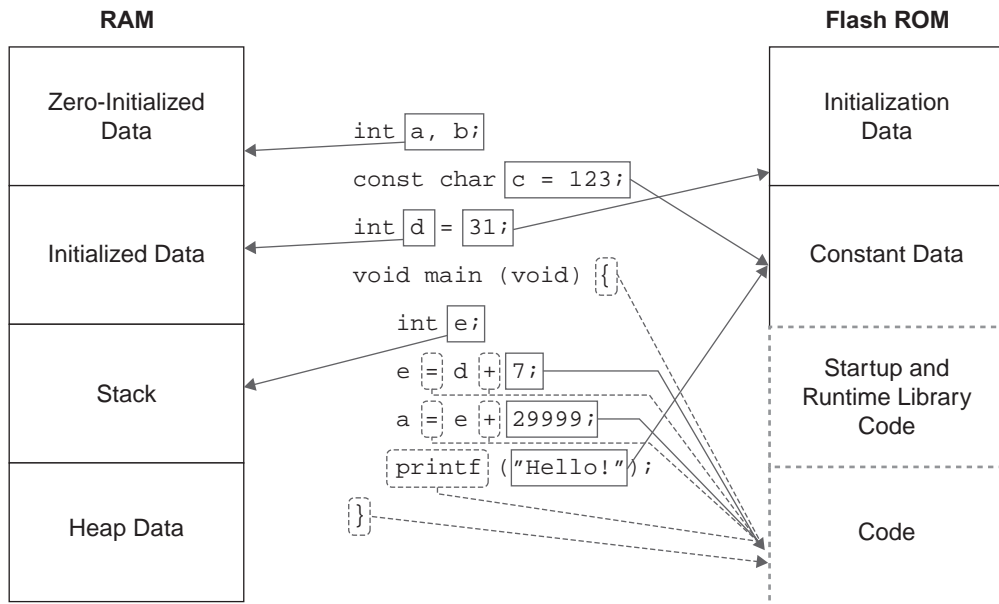 RAM
Flash ROM
Zero-Initialized
Data
Initialized Data
Stack
Heap Data
int a, b;
const char c = 123;
int d = 31;
void main (void) {
int e;
e = d + 7;
a = e + 29999;
printf (”Hello!”);
}
Initialization
Data
Constant Data
Startup and
Runtime Library
Code
Code